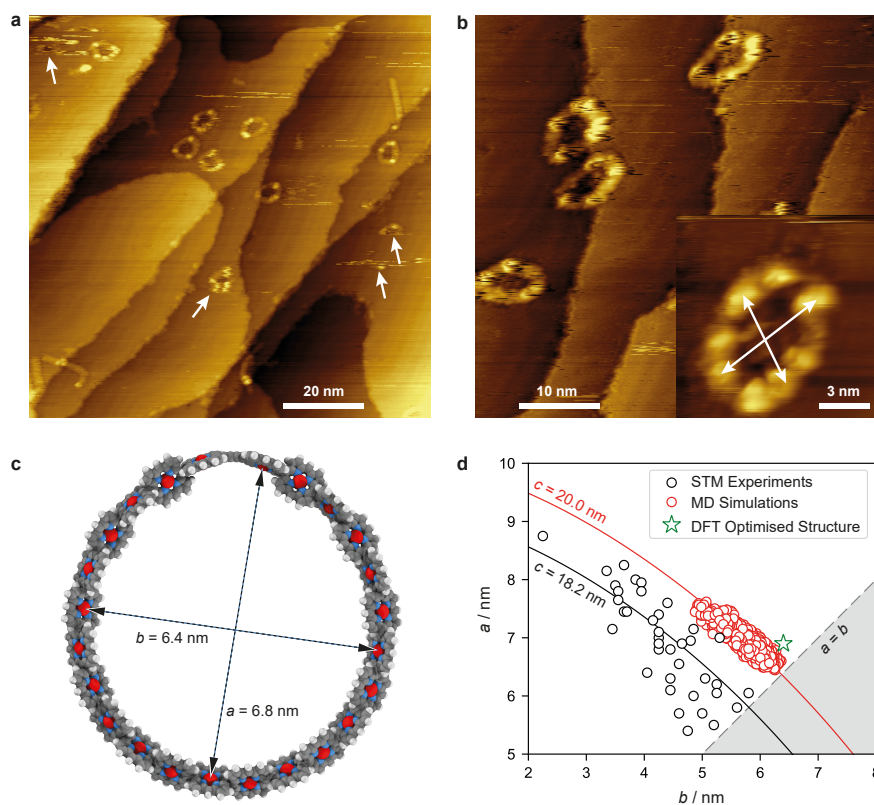 a
20 nm
b
10 nm
3 nm
c
b = 6.4 nm
a = 6.8 nm
d
c = 20.0 nm
c = 18.2 nm
a = b
STM Experiments
MD Simulations
DFT Optimised Structure
10
9
8
7
6
5
a / nm
2 3 4 5 6 7 8
b / nm